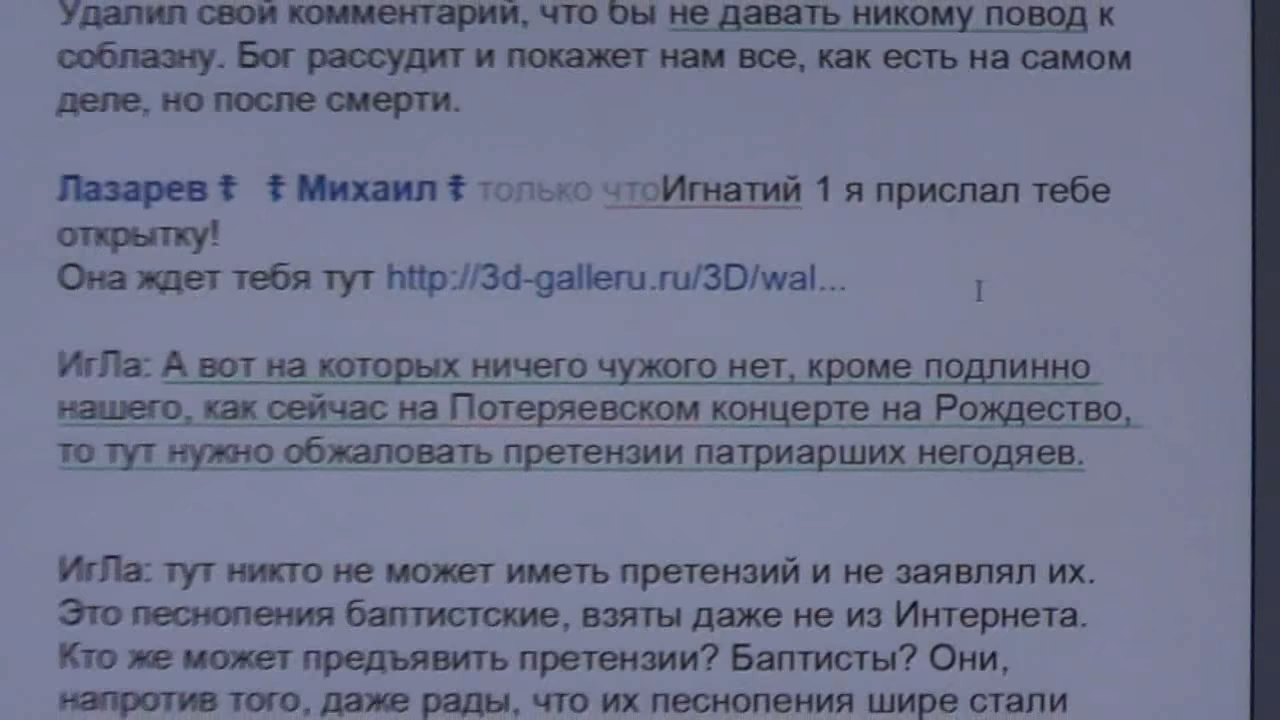 Удалил свой комментарий, что бы не давать никому повод к
соблазну. Бог рассудит и покажет нам все, как есть на самом
деле, но после смерти.
Лазарев ☦ ☦ Михаил ☦ только чтоИгнатий 1 я прислал тебе
открытку!
Она ждет тебя тут http://3d-galleru.ru/3D/wal...
ИгЛа: А вот на которых ничего чужого нет, кроме подлинно
нашего, как сейчас на Потеряевском концерте на Рождество,
то тут нужно обжаловать претензии патриарших негодяев.
ИгЛа: тут никто не может иметь претензий и не заявлял их.
Это песнопения баптистские, взяты даже не из Интернета.
Кто же может предъявить претензии? Баптисты? Они,
напротив того, даже рады, что их песнопения шире стали